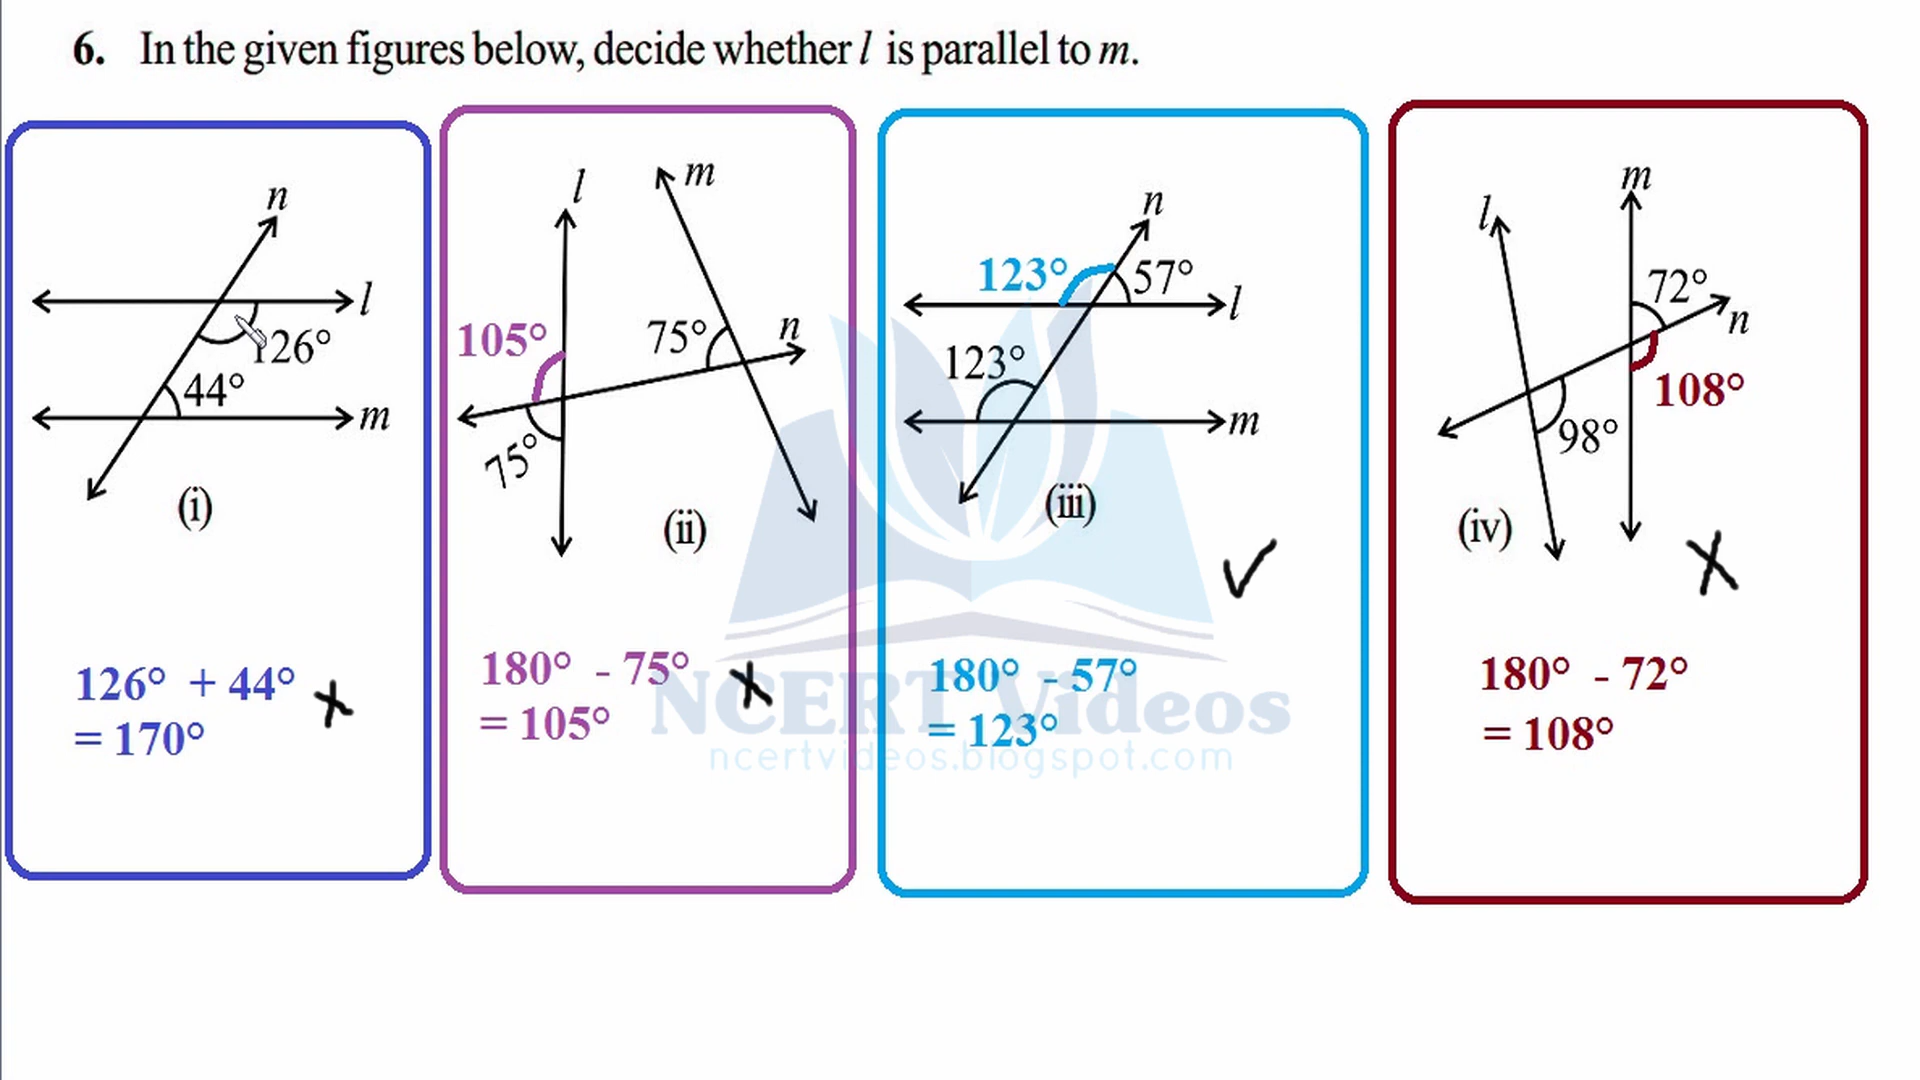 6. In the given figures below, decide whether l is parallel to m.
n
l
126°
44°
m
(i)
126° + 44°
= 170°
l
m
105°
75°
n
75°
(ii)
180° - 75°
= 105°
n
123°
57°
l
123°
m
(iii)
180° - 57°
= 123°
m
l
72°
n
108°
98°
(iv)
180° - 72°
= 108°
NCERT Videos
ncertvideos.blogspot.com